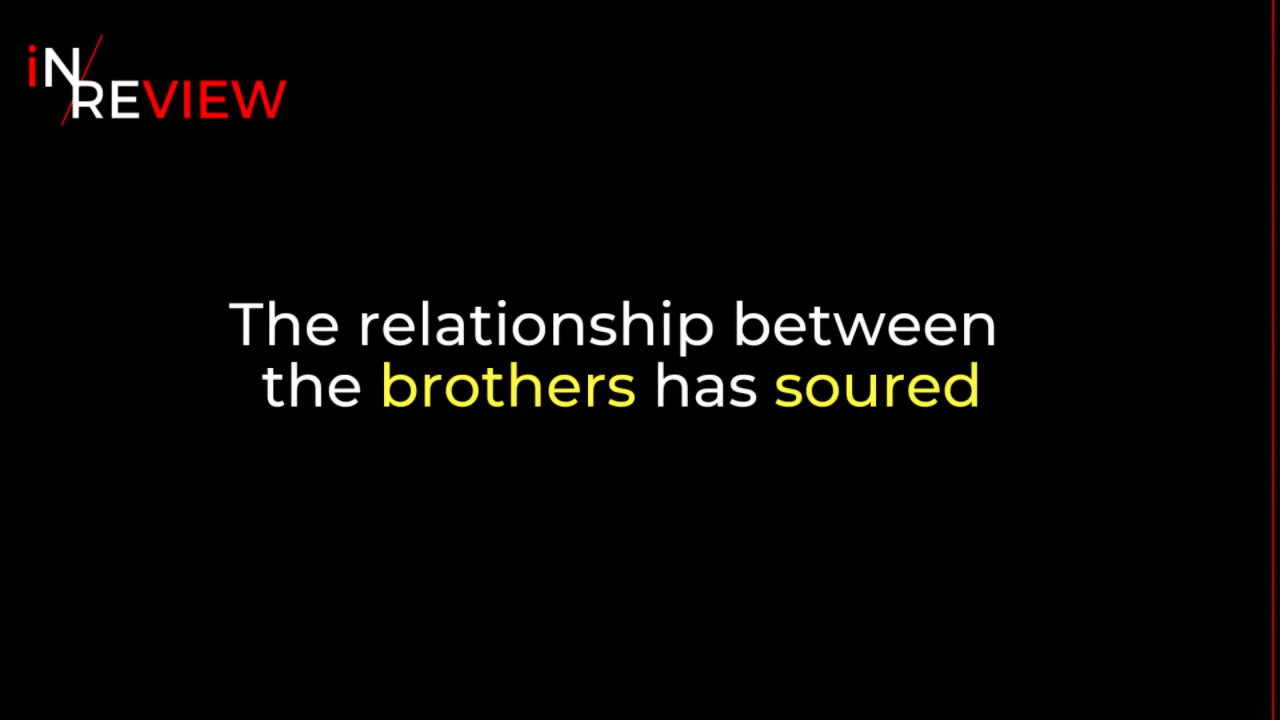 iN
REVIEW
The relationship between
the brothers has soured